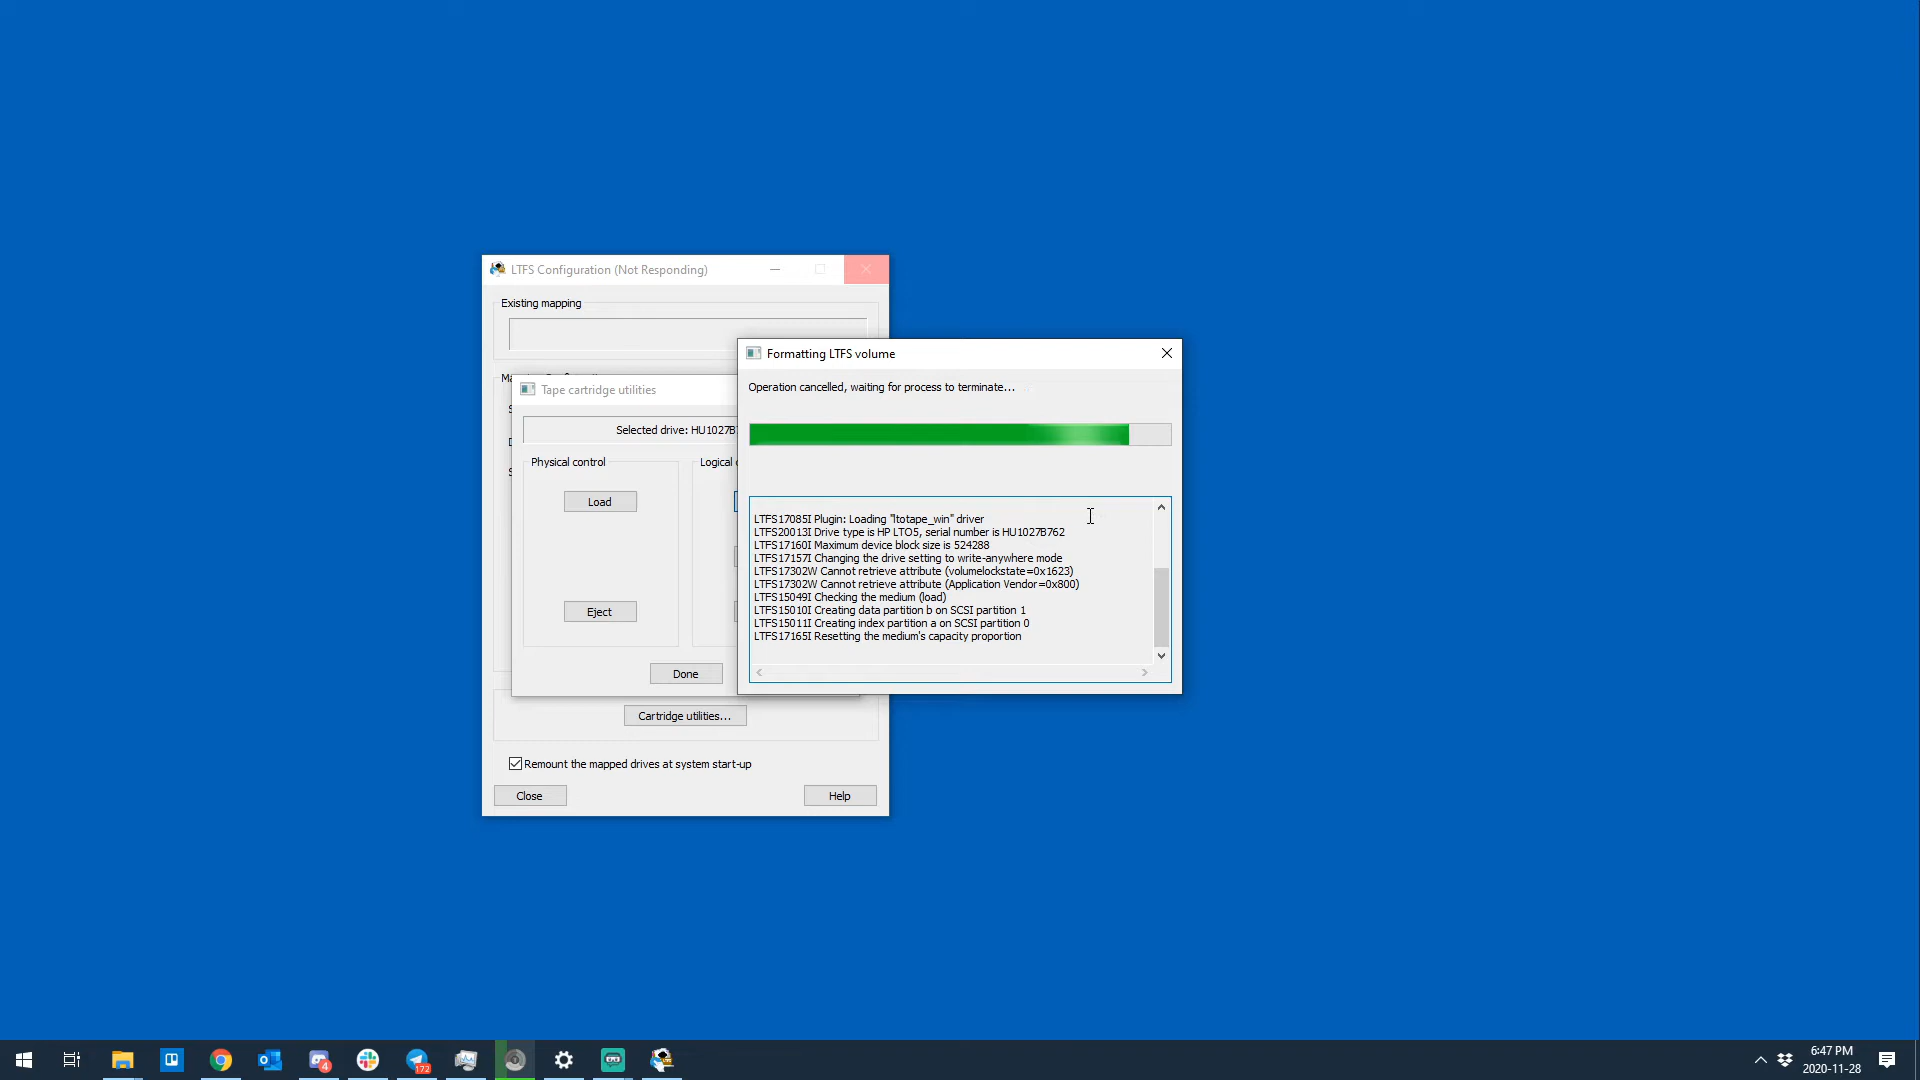 LTFS Configuration (Not Responding)
Existing mapping
Formatting LTFS volume
Operation cancelled, waiting for process to terminate...
Tape cartridge utilities
Selected drive: HU1027B
Physical control
Logical
Load
LTFS17085I Plugin: Loading "ltotape_win" driver
LTFS20013I Drive type is HP LTO5, serial number is HU1027B762
LTFS17160I Maximum device block size is 524288
LTFS17157I Changing the drive setting to write-anywhere mode
LTFS17302W Cannot retrieve attribute (volumelockstate=0x1623)
LTFS17302W Cannot retrieve attribute (Application Vendor=0x800)
LTFS15049I Checking the medium (load)
LTFS15010I Creating data partition b on SCSI partition 1
LTFS15011I Creating index partition a on SCSI partition 0
LTFS17165I Resetting the medium's capacity proportion
Eject
Done
Cartridge utilities...
Remount the mapped drives at system start-up
Close
Help
4
172
6:47 PM
2020-11-28